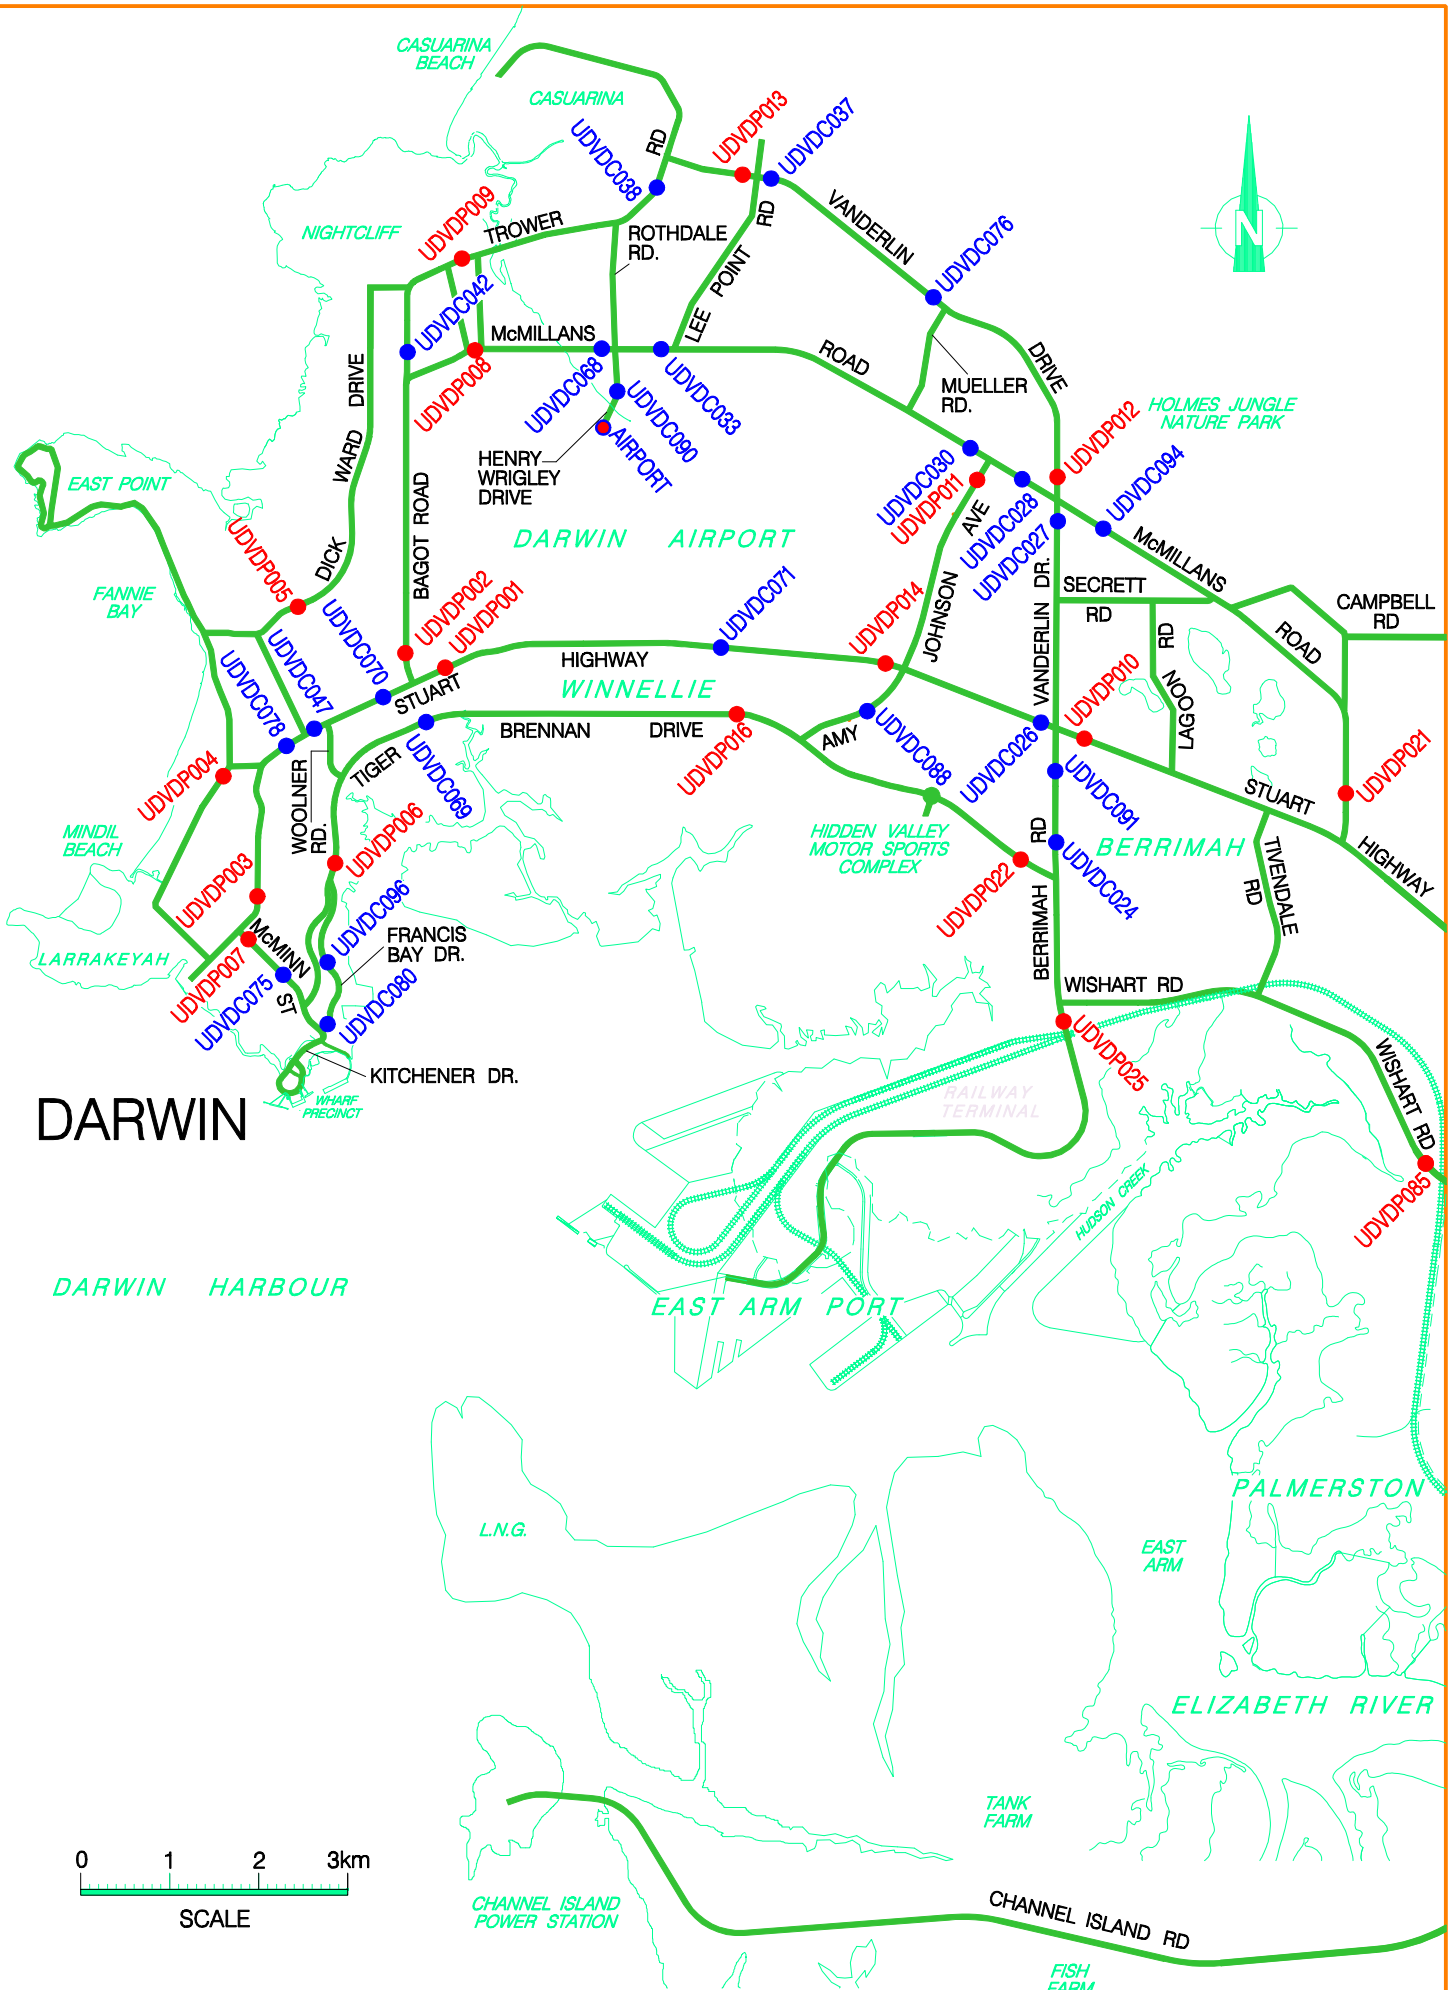 CASUARINA
BEACH
CASUARINA
RD
UDVDP013
UDVDC037
UDVDC038
UDVDP009
NIGHTCLIFF
TROWER
ROTHDALE
RD.
RD
POINT
LEE
VANDERLIN
UDVDC076
N
UDVDC042
McMILLANS
UDVDP008
UDVDC068
UDVDC033
UDVDC090
AIRPORT
ROAD
DRIVE
MUELLER
RD.
HOLMES JUNGLE
NATURE PARK
UDVDP012
UDVDC094
DRIVE
WARD
DICK
HENRY
WRIGLEY
DRIVE
BAGOT ROAD
EAST POINT
UDVDC030
UDVDP011
AVE
UDVDC028
UDVDC027
McMILLANS
DARWIN AIRPORT
UDVDP005
FANNIE
BAY
UDVDP002
UDVDP001
UDVDC071
UDVDP014
JOHNSON
VANDERLIN DR.
SECRETT
RD
RD
LAGOON
CAMPBELL
RD
ROAD
UDVDC070
UDVDC047
UDVDC078
STUART
HIGHWAY
WINNELLIE
UDVDP010
BRENNAN DRIVE
UDVDP016
AMY
UDVDC088
UDVDC026
UDVDC091
UDVDP004
WOOLNER
RD.
TIGER
UDVDC069
UDVDP006
UDVDP021
STUART
HIGHWAY
MINDIL
BEACH
HIDDEN VALLEY
MOTOR SPORTS
COMPLEX
RD
BERRIMAH
BERRIMAH
UDVDC024
UDVDP022
TIVENDALE
RD
UDVDP003
UDVDC096
FRANCIS
BAY DR.
LARRAKEYAH
McMINN
ST
UDVDP007
UDVDC075
UDVDC080
WISHART RD
UDVDP025
WISHART RD
KITCHENER DR.
WHARF
PRECINCT
DARWIN
RAILWAY
TERMINAL
HUDSON CREEK
UDVDP085
DARWIN HARBOUR
EAST ARM PORT
PALMERSTON
L.N.G.
EAST
ARM
ELIZABETH RIVER
TANK
FARM
0 1 2 3km
SCALE
CHANNEL ISLAND
POWER STATION
CHANNEL ISLAND RD
FISH
FARM